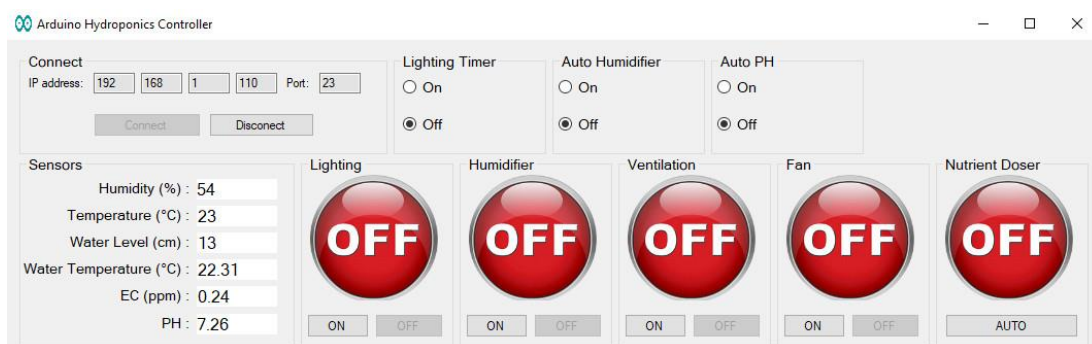 Arduino Hydroponics Controller
Connect Lighting Timer Auto Humidifier Auto PH
IP address: 192 168 1 110 Port: 23 On On On
Connect Disconect Off Off Off
Sensors Lighting Humidifier Ventilation Fan Nutrient Doser
Humidity (%) : 54
Temperature (°C) : 23
Water Level (cm) : 13
Water Temperature (°C) : 22.31
EC (ppm) : 0.24
PH : 7.26
OFF OFF OFF OFF OFF
ON OFF ON OFF ON OFF ON OFF AUTO